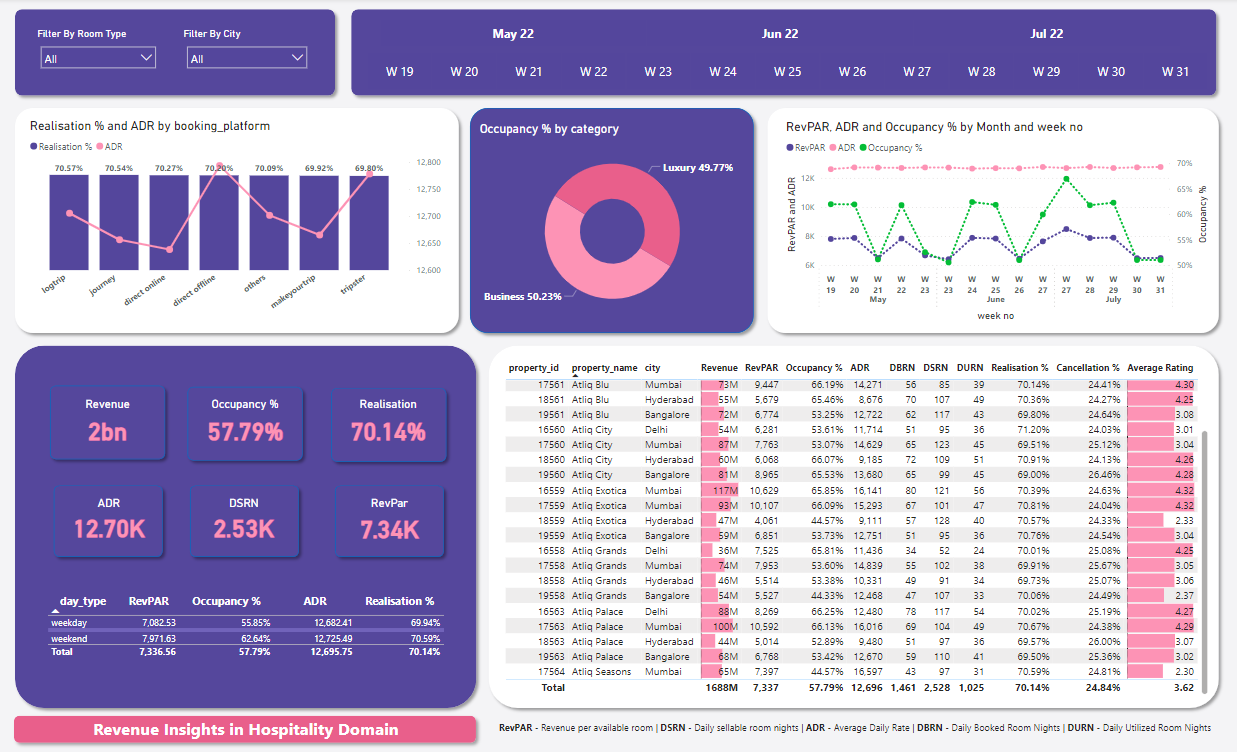 Filter By Room Type
Filter By City
All
All
May 22 Jun 22 Jul 22
W 19 W 20 W 21 W 22 W 23 W 24 W 25 W 26 W 27 W 28 W 29 W 30 W 31
Realisation % and ADR by booking_platform
Realisation % ADR
70.57% 70.54% 70.27% 70.20% 70.09% 69.92% 69.80%
12,800
12,750
12,700
12,650
12,600
logtrip journey direct online direct offline others makeyourtrip tripster
Occupancy % by category
Luxury 49.77%
Business 50.23%
RevPAR, ADR and Occupancy % by Month and week no
RevPAR ADR Occupancy %
RevPAR and ADR
12K
10K
8K
6K
70%
65%
60%
55%
50%
Occupancy %
W W W W W W W W W W W W W W W
19 20 21 22 23 23 24 25 26 27 27 28 29 30 31
May June July
week no
Revenue
2bn
Occupancy %
57.79%
Realisation
70.14%
ADR
12.70K
DSRN
2.53K
RevPar
7.34K
day_type RevPAR Occupancy % ADR Realisation %
weekday 7,082.53 55.85% 12,682.41 69.94%
weekend 7,971.63 62.64% 12,725.49 70.59%
Total 7,336.56 57.79% 12,695.75 70.14%
property_id property_name city Revenue RevPAR Occupancy % ADR DBRN DSRN DURN Realisation % Cancellation % Average Rating
17561 Atliq Blu Mumbai 73M 9,447 66.19% 14,271 56 85 39 70.14% 24.41% 4.30
18561 Atliq Blu Hyderabad 55M 5,679 65.46% 8,676 70 107 49 70.36% 24.27% 4.25
19561 Atliq Blu Bangalore 72M 6,774 53.25% 12,722 62 117 43 69.80% 24.64% 3.08
16560 Atliq City Delhi 54M 6,281 53.61% 11,714 51 95 36 71.20% 24.03% 3.01
17560 Atliq City Mumbai 87M 7,763 53.07% 14,629 65 123 45 69.51% 25.12% 3.04
18560 Atliq City Hyderabad 60M 6,068 66.07% 9,185 72 109 51 70.91% 24.13% 4.26
19560 Atliq City Bangalore 81M 8,965 65.53% 13,680 65 99 45 69.00% 26.46% 4.28
16559 Atliq Exotica Mumbai 117M 10,629 65.85% 16,141 80 121 56 70.39% 24.63% 4.32
17559 Atliq Exotica Mumbai 93M 10,107 66.09% 15,293 67 101 47 70.81% 24.04% 4.32
18559 Atliq Exotica Hyderabad 47M 4,061 44.57% 9,111 57 128 40 70.57% 24.33% 2.33
19559 Atliq Exotica Bangalore 59M 6,851 53.73% 12,751 51 95 36 70.76% 24.54% 3.04
16558 Atliq Grands Delhi 36M 7,525 65.81% 11,436 34 52 24 70.01% 25.08% 4.25
17558 Atliq Grands Mumbai 74M 7,953 53.60% 14,839 55 102 38 69.91% 25.67% 3.05
18558 Atliq Grands Hyderabad 46M 5,514 53.38% 10,331 49 91 34 69.73% 25.07% 3.06
19558 Atliq Grands Bangalore 54M 5,527 44.33% 12,468 47 107 33 70.06% 24.49% 2.37
16563 Atliq Palace Delhi 88M 8,269 66.25% 12,480 78 117 54 70.02% 25.19% 4.27
17563 Atliq Palace Mumbai 100M 10,592 66.13% 16,016 69 104 49 70.67% 24.38% 4.29
18563 Atliq Palace Hyderabad 44M 5,014 52.89% 9,480 51 97 36 69.57% 26.00% 3.07
19563 Atliq Palace Bangalore 68M 6,768 53.42% 12,670 59 110 41 69.50% 25.36% 3.02
17564 Atliq Seasons Mumbai 65M 7,397 44.57% 16,597 43 97 31 70.59% 24.81% 2.30
Total 1688M 7,337 57.79% 12,696 1,461 2,528 1,025 70.14% 24.84% 3.62
Revenue Insights in Hospitality Domain
RevPAR - Revenue per available room | DSRN - Daily sellable room nights | ADR - Average Daily Rate | DBRN - Daily Booked Room Nights | DURN - Daily Utilized Room Nights